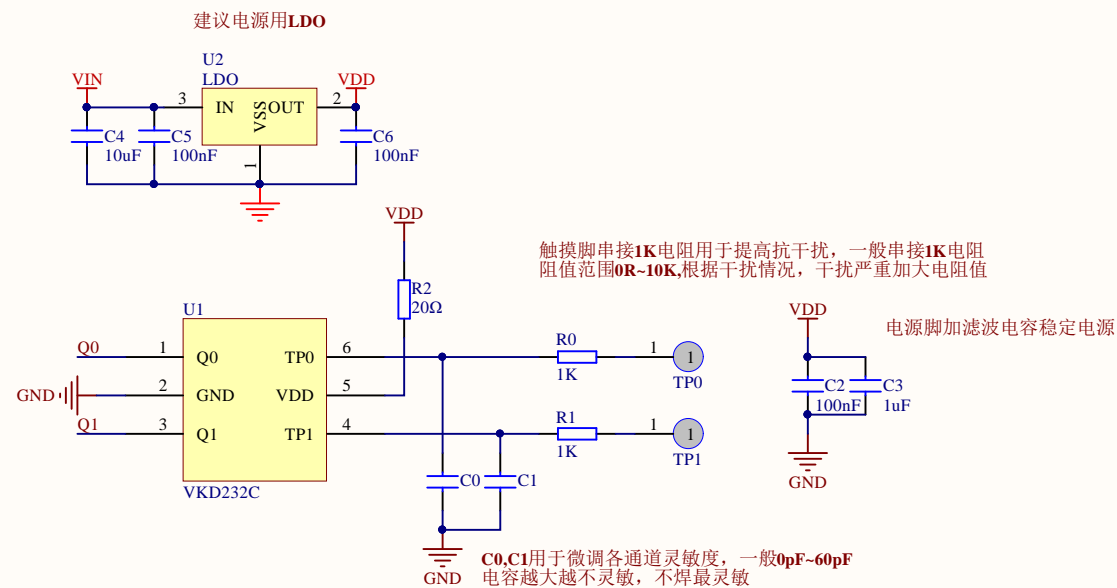 建议电源用LDO
U2
LDO
VIN
VDD
3
IN
VSS
OUT
2
1
C4
10uF
C5
100nF
C6
100nF
VDD
R2
20Ω
触摸脚串接1K电阻用于提高抗干扰，一般串接1K电阻
阻值范围0R~10K,根据干扰情况，干扰严重加大电阻值
U1
Q0
1
Q0
TP0
6
R0
1K
1
1
TP0
GND
2
GND
VDD
5
Q1
3
Q1
TP1
4
R1
1K
1
1
TP1
VKD232C
C0
C1
GND
C0,C1用于微调各通道灵敏度，一般0pF~60pF
电容越大越不灵敏，不焊最灵敏
VDD
电源脚加滤波电容稳定电源
C2
100nF
C3
1uF
GND